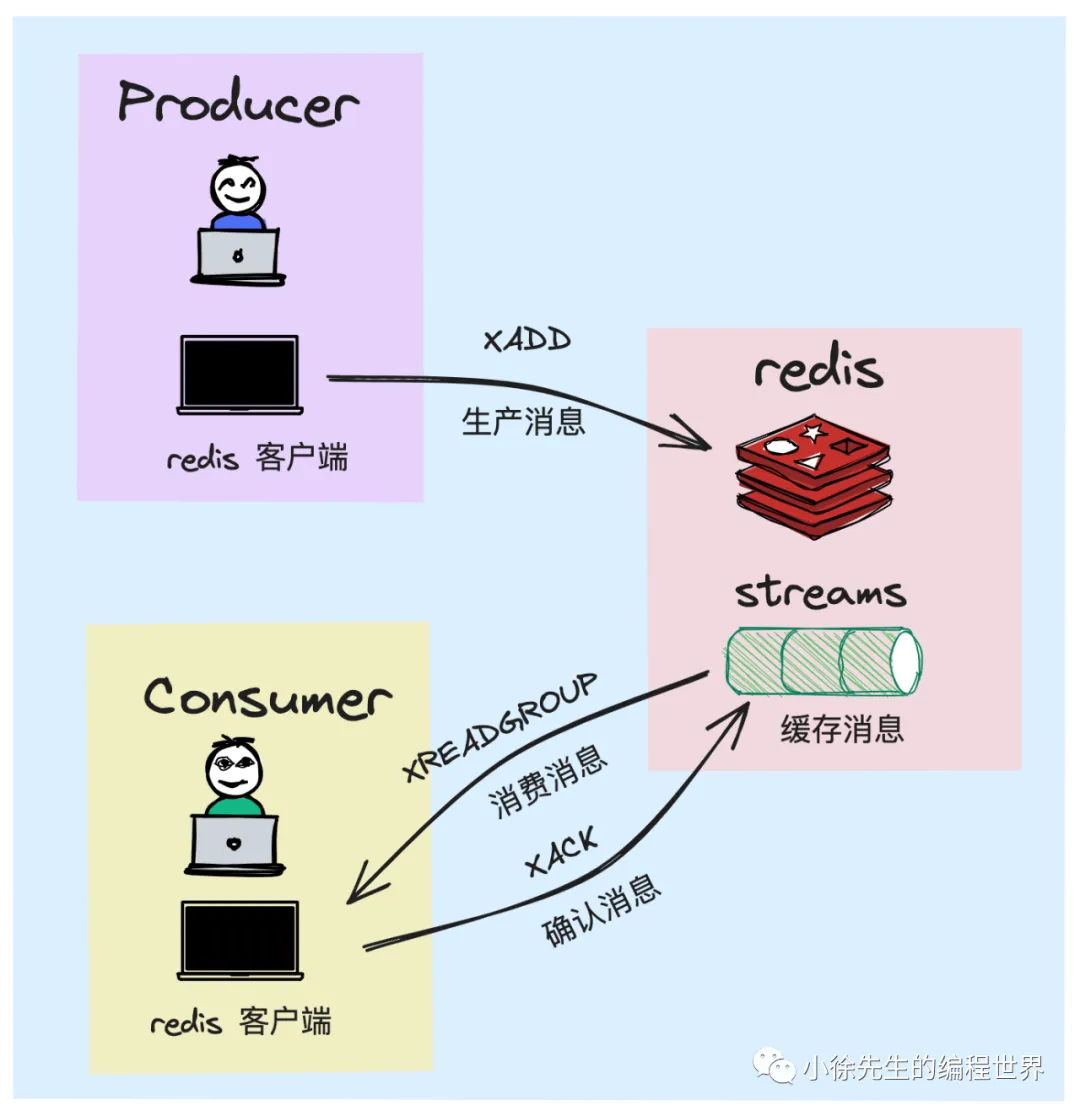 Producer
redis 客户端
XADD
生产消息
redis
streams
缓存消息
Consumer
redis 客户端
XREADGROUP
消费消息
XACK
确认消息
小徐先生的编程世界